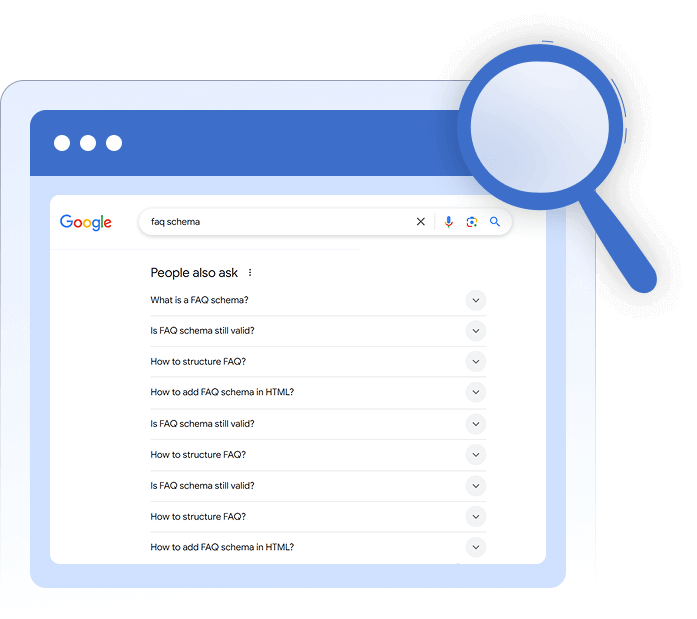 Google
faq schema
People also ask
What is a FAQ schema?
Is FAQ schema still valid?
How to structure FAQ?
How to add FAQ schema in HTML?
Is FAQ schema still valid?
How to structure FAQ?
Is FAQ schema still valid?
How to structure FAQ?
How to add FAQ schema in HTML?